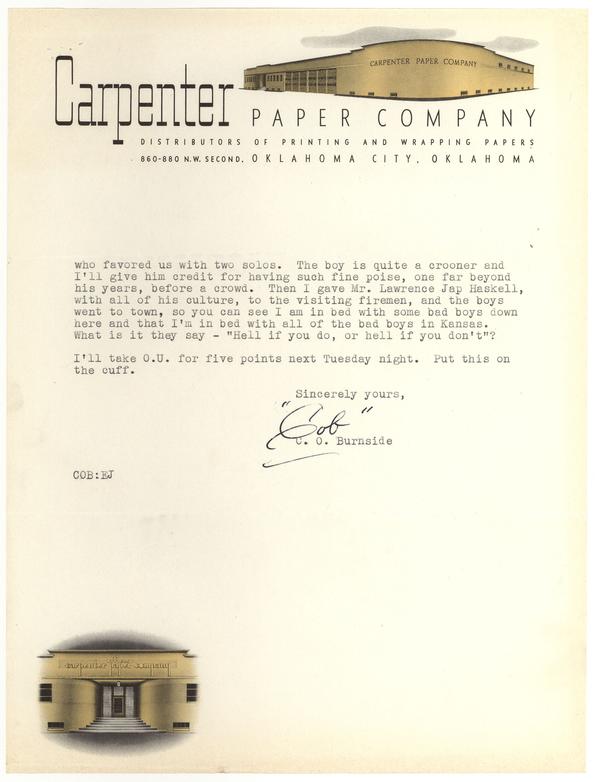 CARPENTER PAPER COMPANY
Carpenter PAPER COMPANY
DISTRIBUTORS OF PRINTING AND WRAPPING PAPERS
860-880 N.W. SECOND, OKLAHOMA CITY, OKLAHOMA
who favored us with two solos. The boy is quite a crooner and
I'll give him credit for having such fine poise, one far beyond
his years, before a crowd. Then I gave Mr. Lawrence Jap Haskell,
with all of his culture, to the visiting firemen, and the boys
went to town, so you can see I am in bed with some bad boys down
here and that I'm in bed with all of the bad boys in Kansas.
What is it they say - "Hell if you do, or hell if you don't"?
I'll take O.U. for five points next Tuesday night. Put this on
the cuff.
Sincerely yours,
"Cob"
C. O. Burnside
COB:EJ
Carpenter Paper Company